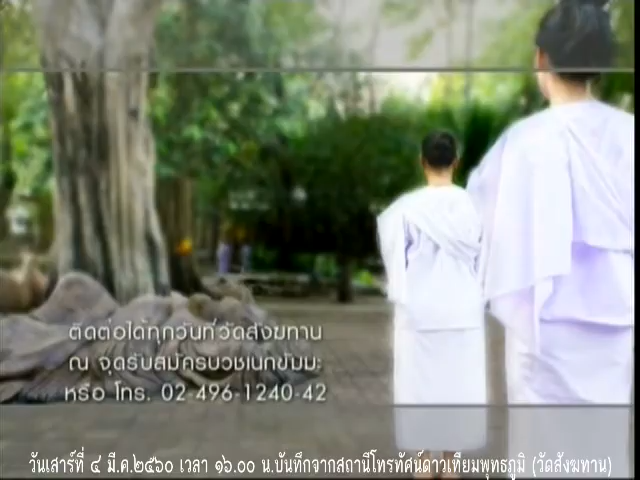 ติดต่อได้ทุกวันที่วัดสังฆทาน
ณ จุดรับสมัครบวชเนกขัมมะ
หรือ โทร. 02-496-1240-42
วันเสาร์ที่ ๔ มี.ค.๒๕๖๐ เวลา ๑๖.๐๐ น.บันทึกจากสถานีโทรทัศน์ดาวเทียมพุทธภูมิ (วัดสังฆทาน)